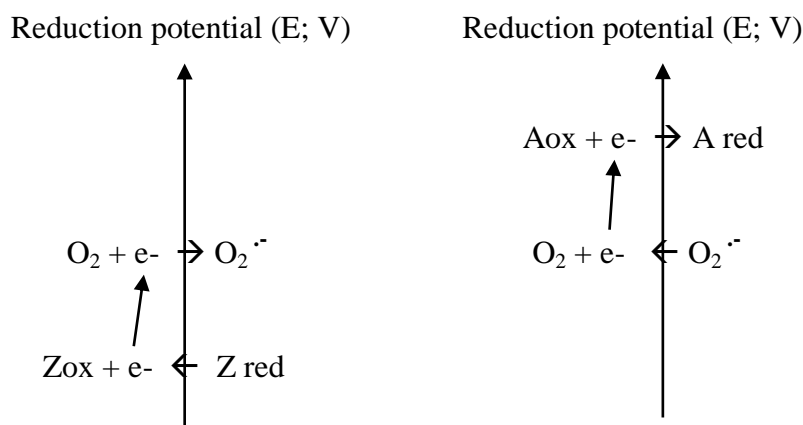 Reduction potential (E; V)
O₂ + e- → O₂ ·-
Zox + e- ← Z red
Reduction potential (E; V)
Aox + e- → A red
O₂ + e- ← O₂ ·-